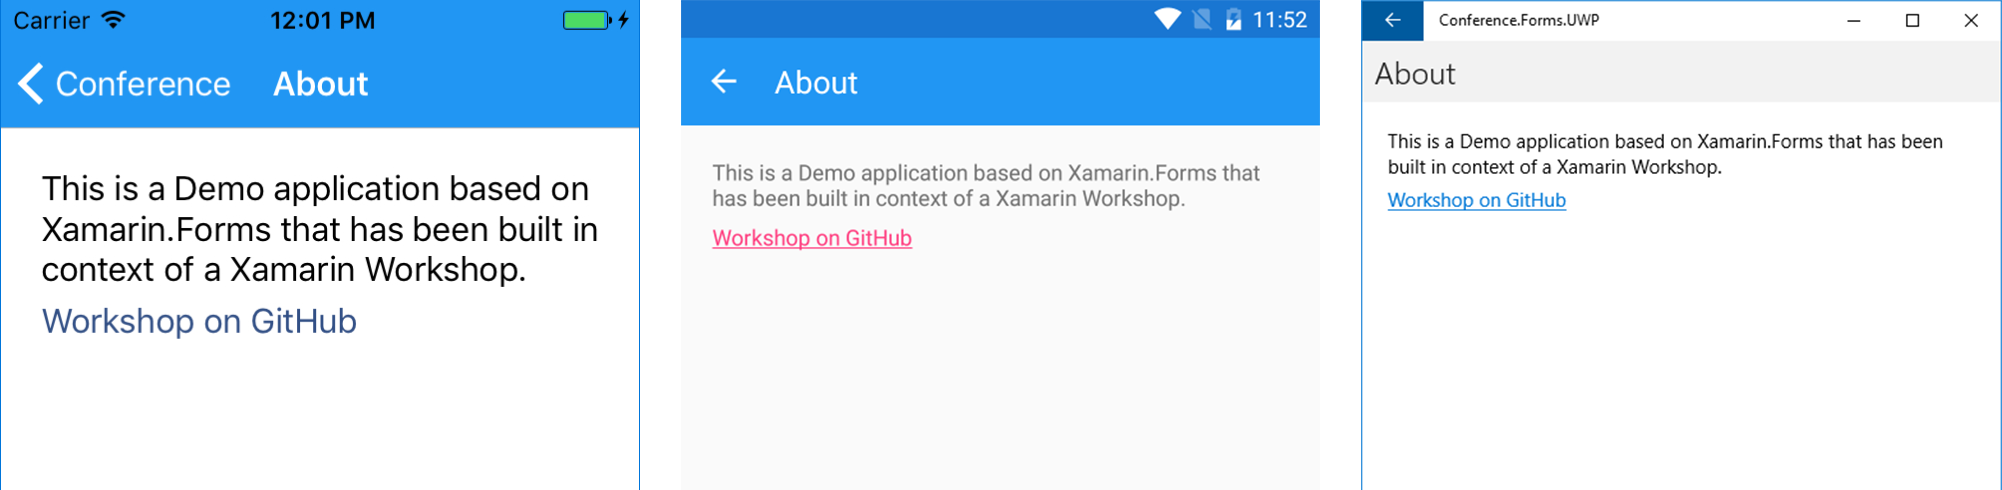 Carrier 12:01 PM
Conference About
This is a Demo application based on
Xamarin.Forms that has been built in
context of a Xamarin Workshop.
Workshop on GitHub
11:52
About
This is a Demo application based on Xamarin.Forms that
has been built in context of a Xamarin Workshop.
Workshop on GitHub
Conference.Forms.UWP
About
This is a Demo application based on Xamarin.Forms that has been
built in context of a Xamarin Workshop.
Workshop on GitHub